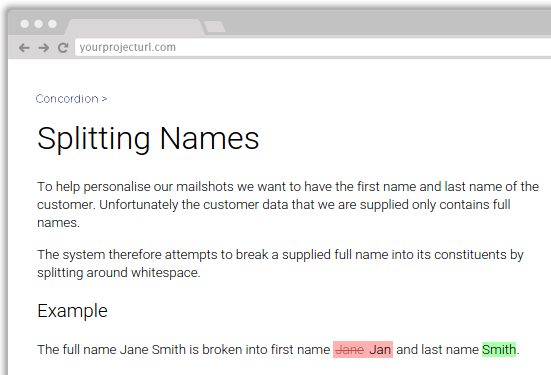 yourprojecturl.com
Concordion >
Splitting Names
To help personalise our mailshots we want to have the first name and last name of the
customer. Unfortunately the customer data that we are supplied only contains full
names.
The system therefore attempts to break a supplied full name into its constituents by
splitting around whitespace.
Example
The full name Jane Smith is broken into first name Jane Jan and last name Smith.